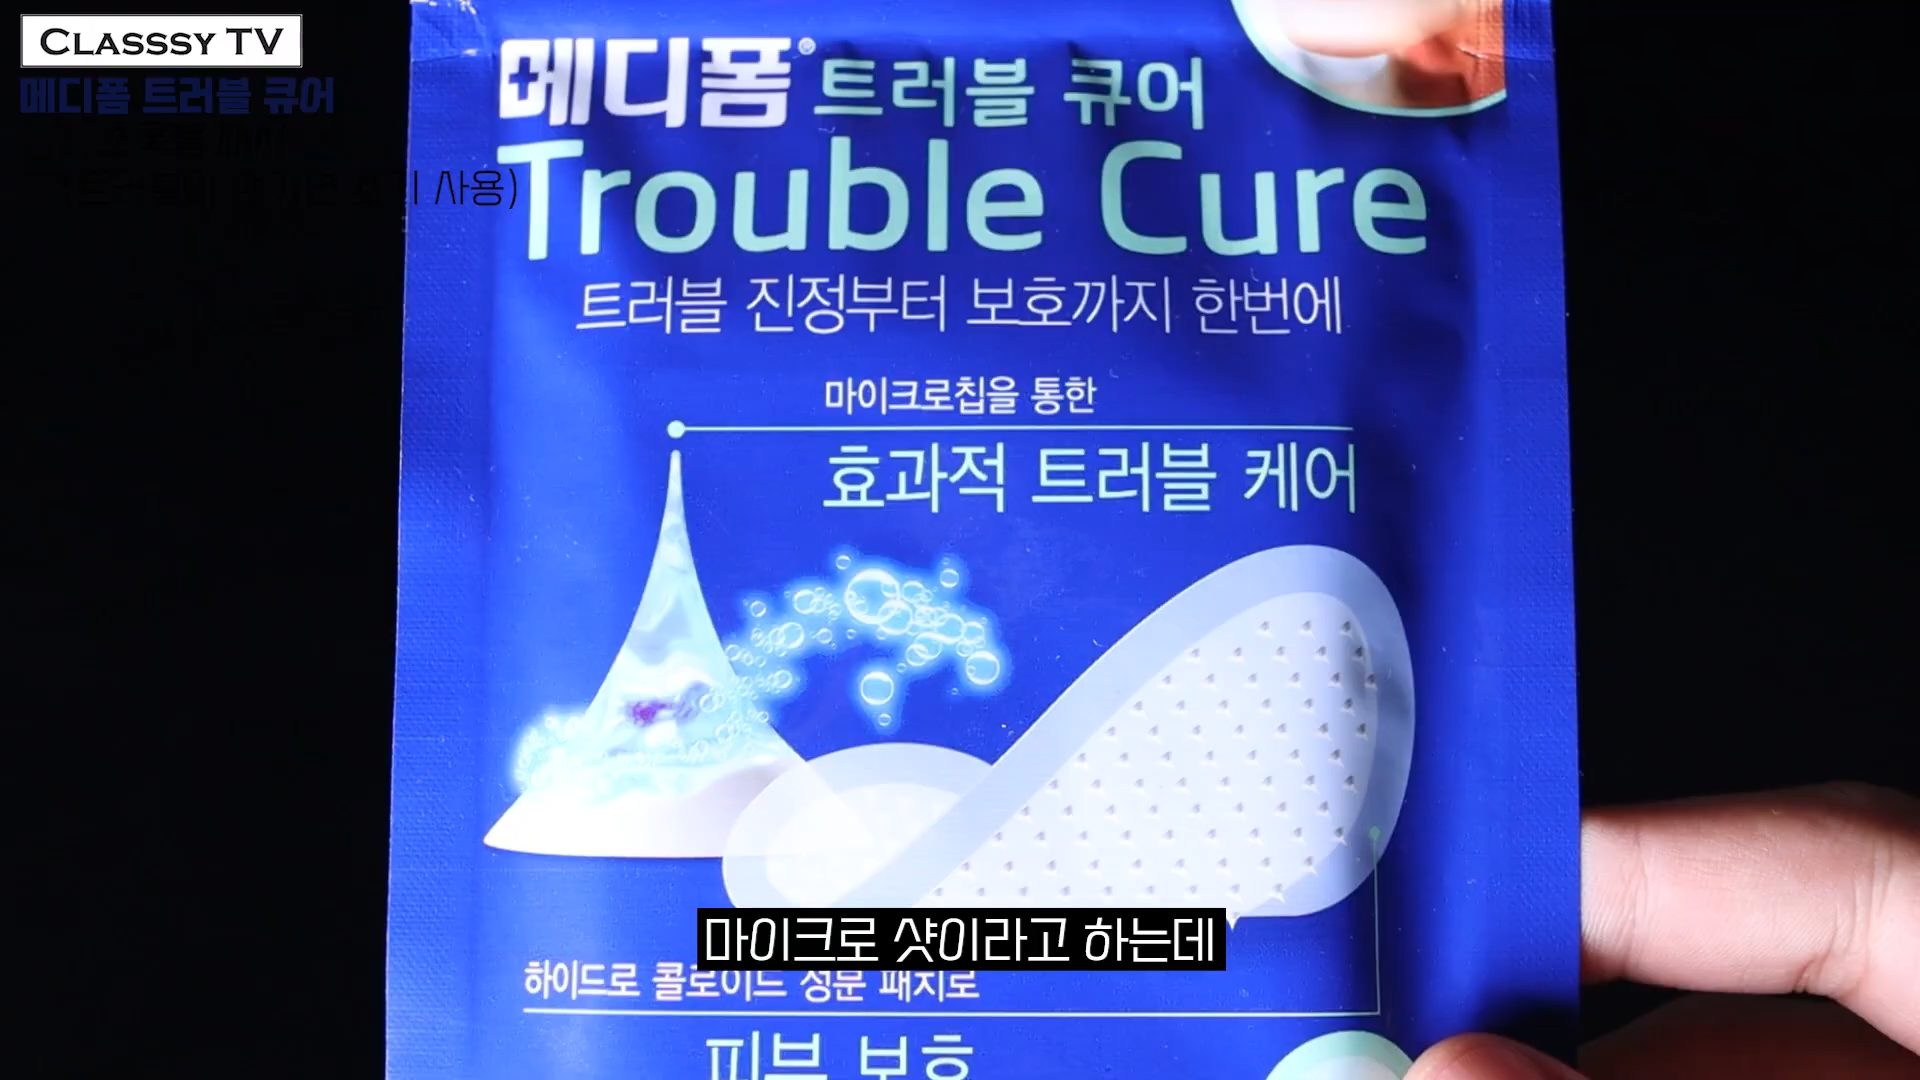 CLASSSY TV
메디폼 트러블 큐어
사용)
메디폼® 트러블 큐어
Trouble Cure
트러블 진정부터 보호까지 한번에
마이크로칩을 통한
효과적 트러블 케어
마이크로 샷이라고 하는데
하이드로 콜로이드 성분 패치로
피부 보호